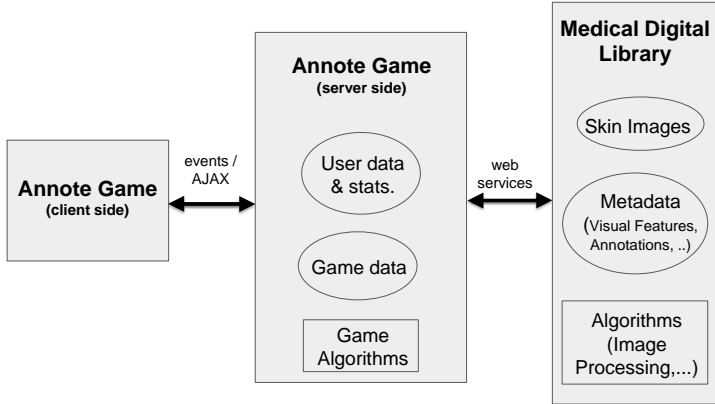 Annote Game
(client side)
events /
AJAX
Annote Game
(server side)
User data
& stats.
Game data
Game
Algorithms
web
services
Medical Digital
Library
Skin Images
Metadata
(Visual Features,
Annotations, ..)
Algorithms
(Image
Processing,...)